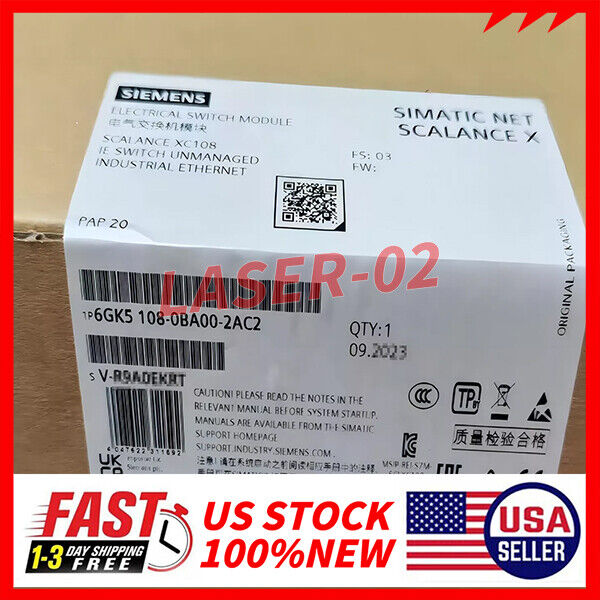 SIEMENS
ELECTRICAL SWITCH MODULE
电气交换机模块
SCALANCE XC108
IE SWITCH UNMANAGED
INDUSTRIAL ETHERNET
SIMATIC NET
SCALANCE X
FS: 03
FW:
PAP 20
ORIGINAL PACKAGING
LASER-02
1P 6GK5 108-0BA00-2AC2
QTY:1
09.2023
S V-R9A0EKRT
CAUTION! PLEASE READ THE NOTES IN THE
RELEVANT MANUAL BEFORE SYSTEM STARTUP.
MANUALS ARE AVAILABLE FROM THE SIMATIC
SUPPORT HOMEPAGE
SUPPORT.INDUSTRY.SIEMENS.COM
CCC
TP
质量检验合格
UK
CA
FAST
1-3 DAY SHIPPING
FREE
US STOCK
100%NEW
USA
SELLER